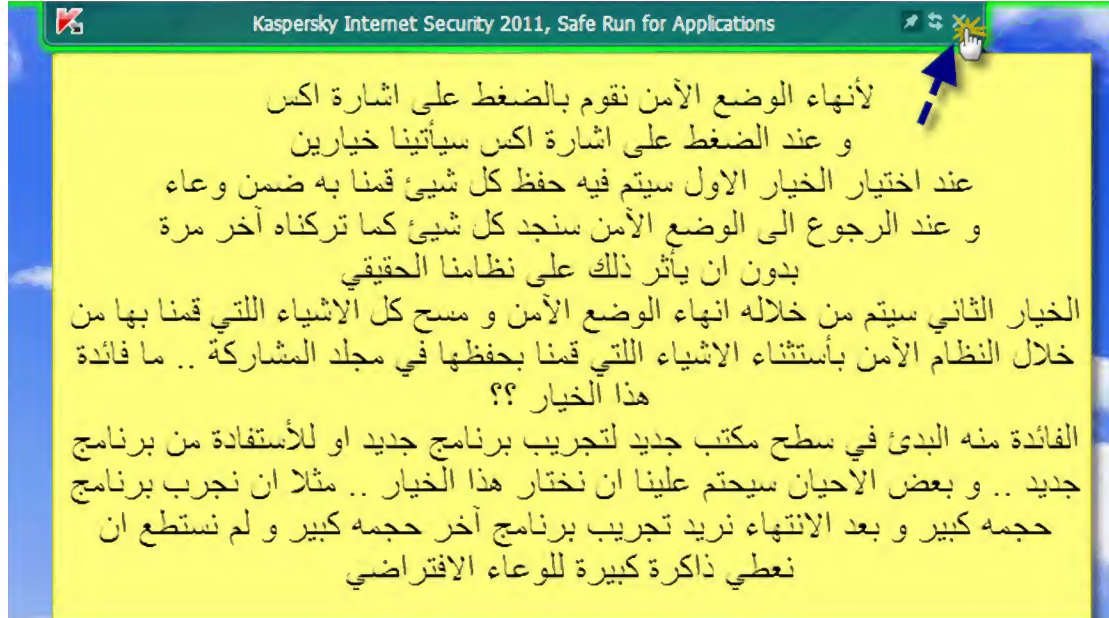 Kaspersky Internet Security 2011, Safe Run for Applications
لأنهاء الوضع الآمن نقوم بالضغط على اشارة اكس
و عند الضغط على اشارة اكس سيأتينا خيارين
عند اختيار الخيار الاول سيتم فيه حفظ كل شيئ قمنا به ضمن وعاء
و عند الرجوع الى الوضع الآمن سنجد كل شيئ كما تركناه آخر مرة
بدون ان يأثر ذلك على نظامنا الحقيقي
الخيار الثاني سيتم من خلاله انهاء الوضع الآمن و مسح كل الاشياء اللتي قمنا بها من
خلال النظام الآمن بأستثناء الاشياء اللتي قمنا بحفظها في مجلد المشاركة .. ما فائدة
هذا الخيار ؟؟
الفائدة منه البدئ في سطح مكتب جديد لتجريب برنامج جديد او للأستفادة من برنامج
جديد .. و بعض الاحيان سيحتم علينا ان نختار هذا الخيار .. مثلا ان نجرب برنامج
حجمه كبير و بعد الانتهاء نريد تجريب برنامج آخر حجمه كبير و لم نستطع ان
نعطي ذاكرة كبيرة للوعاء الافتراضي